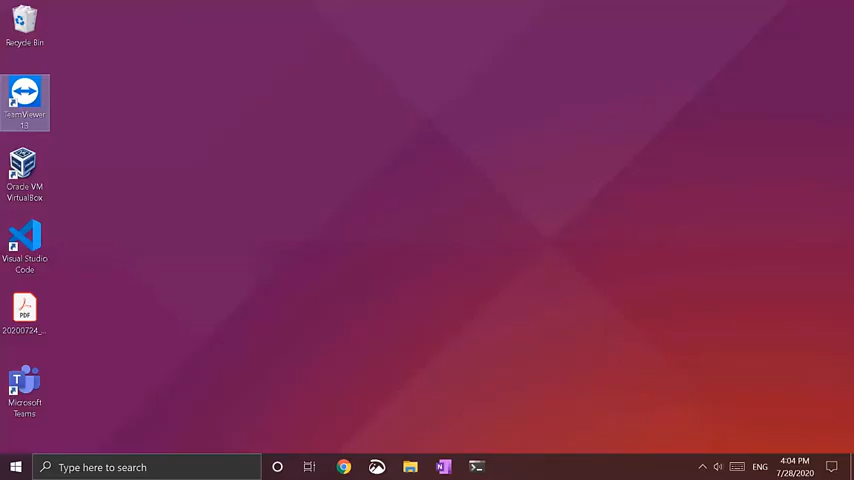 Recycle Bin
TeamViewer
13
Oracle VM
VirtualBox
Visual Studio
Code
PDF
20200724_...
T
Microsoft
Teams
Type here to search
N
ENG
4:04 PM
7/28/2020